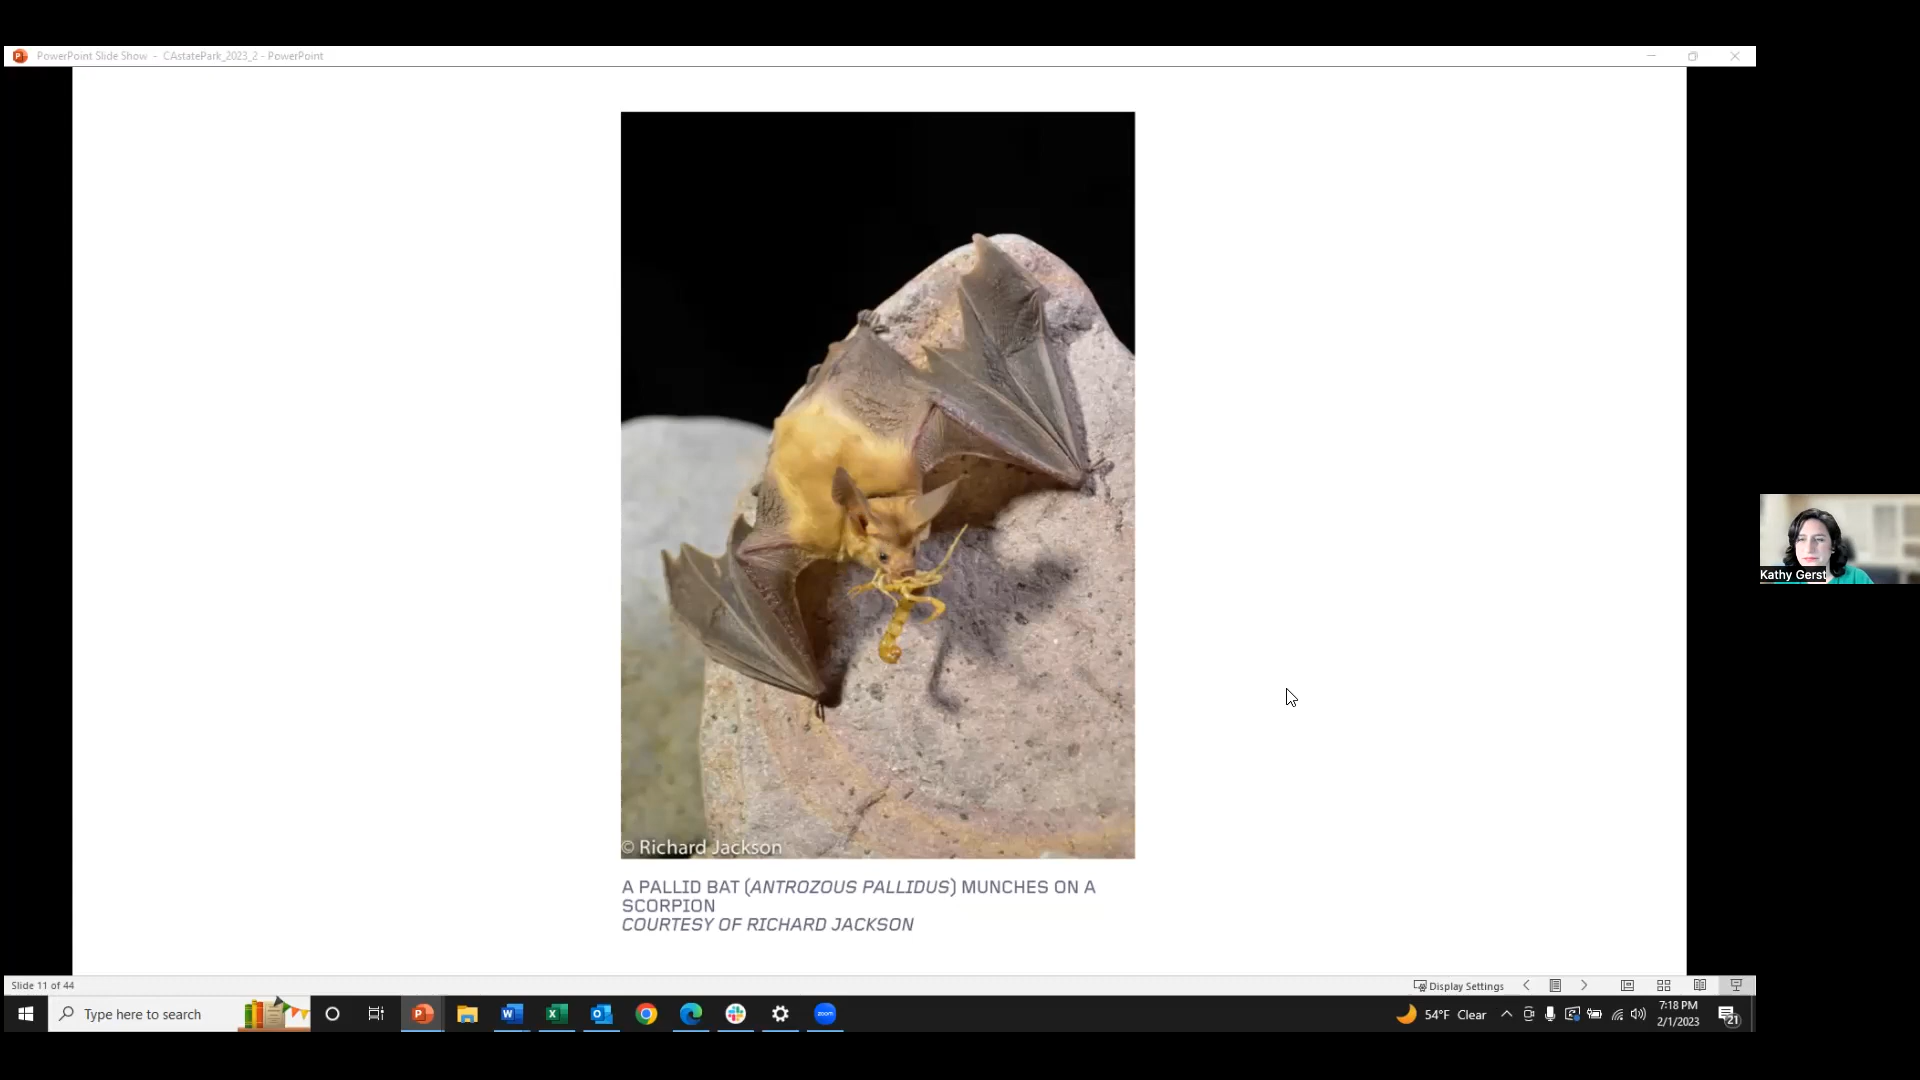 PowerPoint Slide Show - CAstatePark_2023_2 - PowerPoint
© Richard Jackson
A PALLID BAT (ANTROZOUS PALLIDUS) MUNCHES ON A
SCORPION
COURTESY OF RICHARD JACKSON
Kathy Gerst
Slide 11 of 44
Display Settings
Type here to search
zoom
54°F Clear
7:18 PM
2/1/2023
21